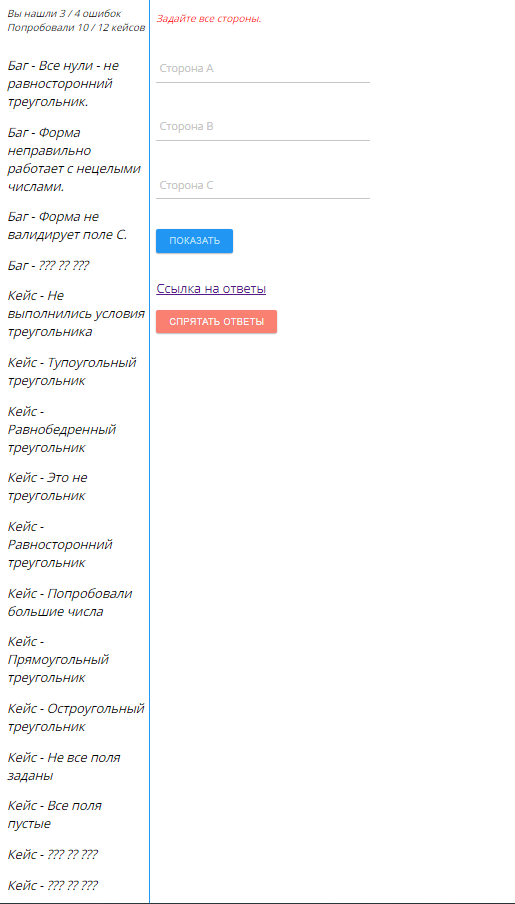 Вы нашли 3 / 4 ошибок
Попробовали 10 / 12 кейсов
Баг - Все нули - не
равносторонний
треугольник.
Баг - Форма
неправильно
работает с нецелыми
числами.
Баг - Форма не
валидирует поле C.
Баг - ??? ?? ???
Кейс - Не
выполнились условия
треугольника
Кейс - Тупоугольный
треугольник
Кейс -
Равнобедренный
треугольник
Кейс - Это не
треугольник
Кейс -
Равносторонний
треугольник
Кейс - Попробовали
большие числа
Кейс -
Прямоугольный
треугольник
Кейс - Остроугольный
треугольник
Кейс - Не все поля
заданы
Кейс - Все поля
пустые
Кейс - ??? ?? ???
Кейс - ??? ?? ???
Задайте все стороны.
Сторона A
Сторона B
Сторона C
ПОКАЗАТЬ
Ссылка на ответы
СПРЯТАТЬ ОТВЕТЫ